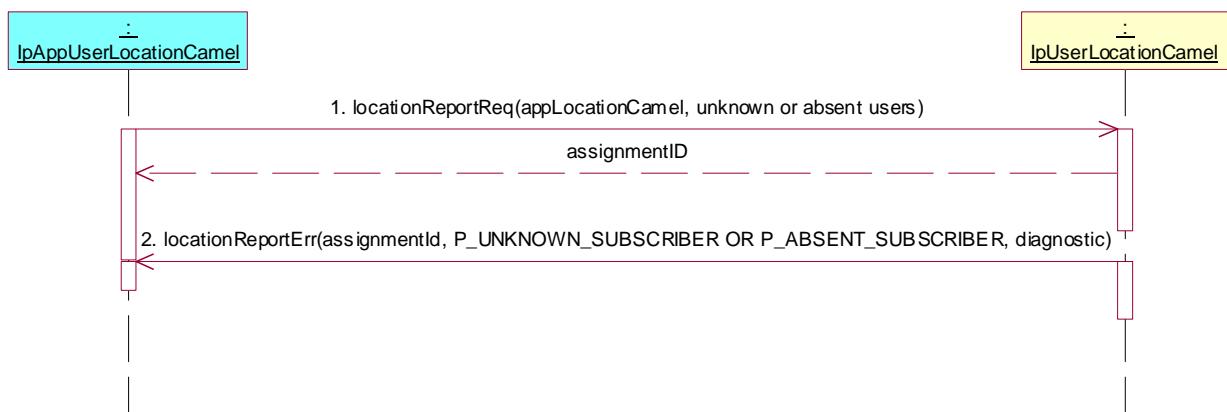 :
IpAppUserLocationCamel
:
IpUserLocationCamel
1. locationReportReq(appLocationCamel, unknown or absent users)
assignmentID
2. locationReportErr(assignmentId, P_UNKNOWN_SUBSCRIBER OR P_ABSENT_SUBSCRIBER, diagnostic)